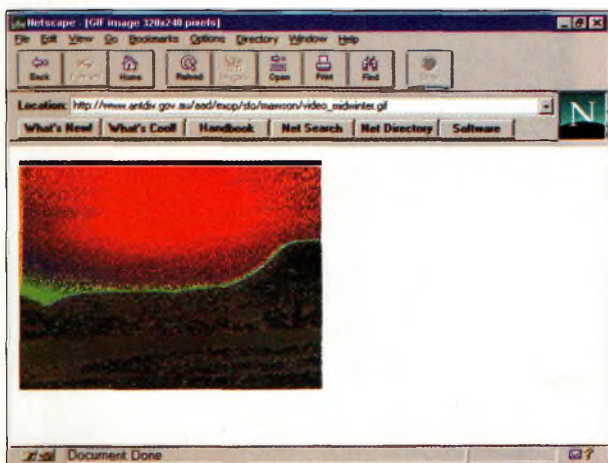 Netscape - [GIF image 320x240 pixels]
File Edit View Go Bookmarks Options Directory Window Help
Back Forward Home Reload Images Open Print Find Stop
Location: http://www.antdiv.gov.au/aad/exop/sfo/mawson/video_midwinter.gif
What's New! What's Cool! Handbook Net Search Net Directory Software
N
Document Done